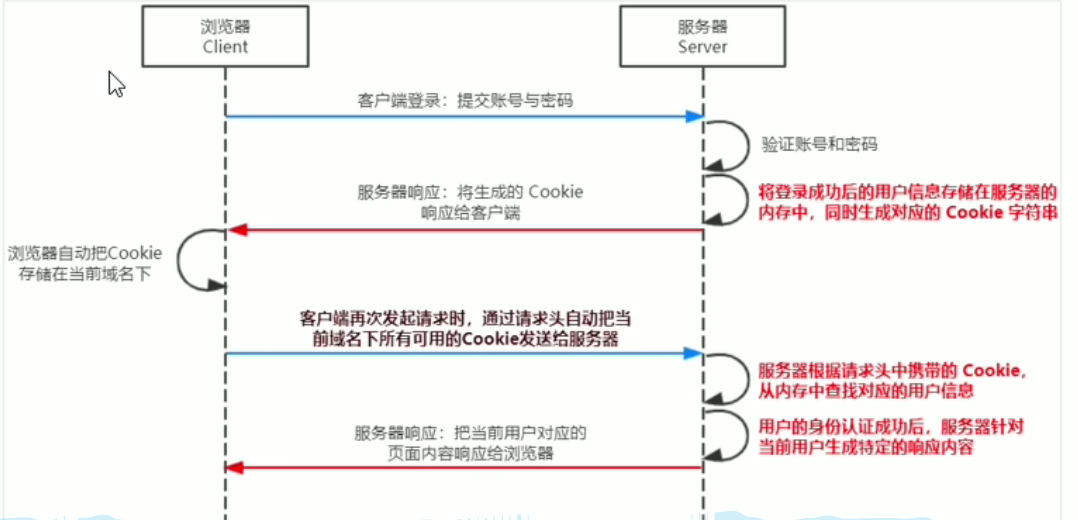 浏览器
Client
服务器
Server
客户端登录：提交账号与密码
验证账号和密码
将登录成功后的用户信息存储在服务器的
内存中，同时生成对应的 Cookie 字符串
服务器响应：将生成的 Cookie
响应给客户端
浏览器自动把Cookie
存储在当前域名下
客户端再次发起请求时，通过请求头自动把当
前域名下所有可用的Cookie发送给服务器
服务器根据请求头中携带的 Cookie，
从内存中查找对应的用户信息
用户的身份认证成功后，服务器针对
当前用户生成特定的响应内容
服务器响应：把当前用户对应的
页面内容响应给浏览器